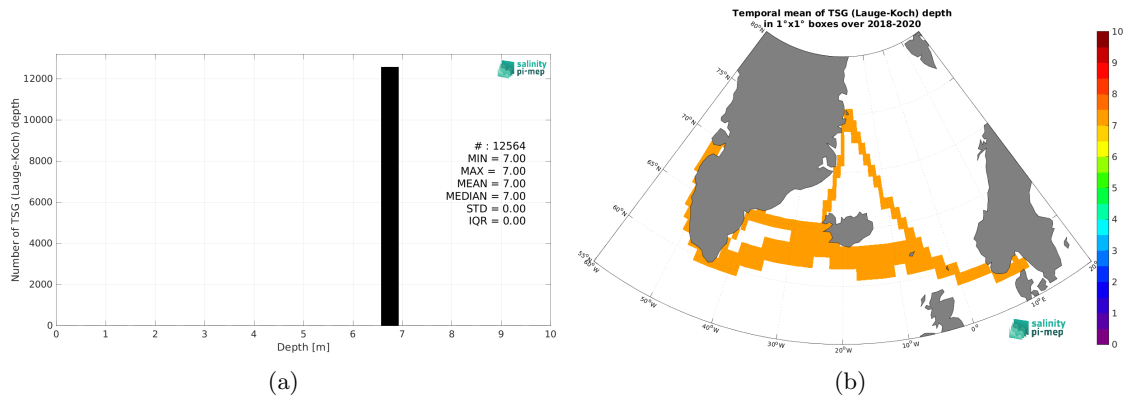 12000
10000
8000
6000
4000
2000
0
Number of TSG (Lauge-Koch) depth
salinity
pi-mep
# : 12564
MIN = 7.00
MAX = 7.00
MEAN = 7.00
MEDIAN = 7.00
STD = 0.00
IQR = 0.00
0 1 2 3 4 5 6 7 8 9 10
Depth [m]
(a)
Temporal mean of TSG (Lauge-Koch) depth
in 1°x1° boxes over 2018-2020
80°N
75°N
70°N
65°N
60°N
55°N
60°W
50°W
40°W
30°W
20°W
10°W
0°
10°E
salinity
pi-mep
10
9
8
7
6
5
4
3
2
1
0
(b)